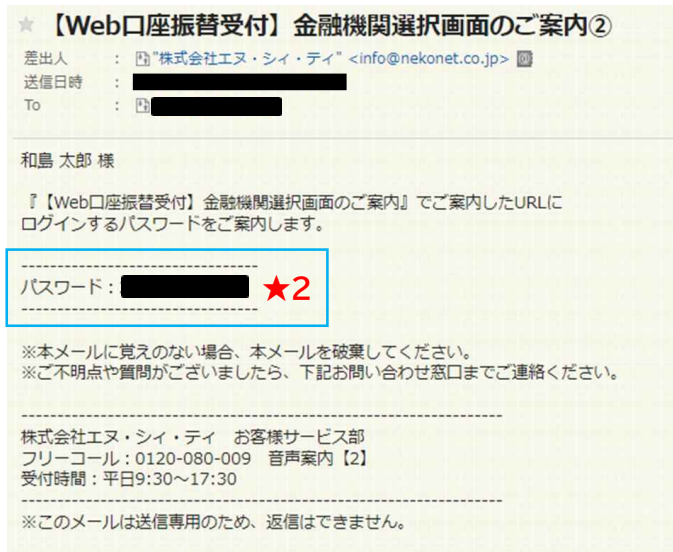 【Web口座振替受付】金融機関選択画面のご案内②
差出人 : "株式会社エヌ・シィ・ティ" <info@nekonet.co.jp>
送信日時 :
To :
和島 太郎 様
『【Web口座振替受付】金融機関選択画面のご案内』でご案内したURLに
ログインするパスワードをご案内します。
---------------------------------
パスワード：
★2
---------------------------------
※本メールに覚えのない場合、本メールを破棄してください。
※ご不明点や質問がございましたら、下記お問い合わせ窓口までご連絡ください。
-------------------------------------------------------------------
株式会社エヌ・シィ・ティ　お客様サービス部
フリーコール：0120-080-009　音声案内【2】
受付時間：平日9:30～17:30
-------------------------------------------------------------------
※このメールは送信専用のため、返信はできません。